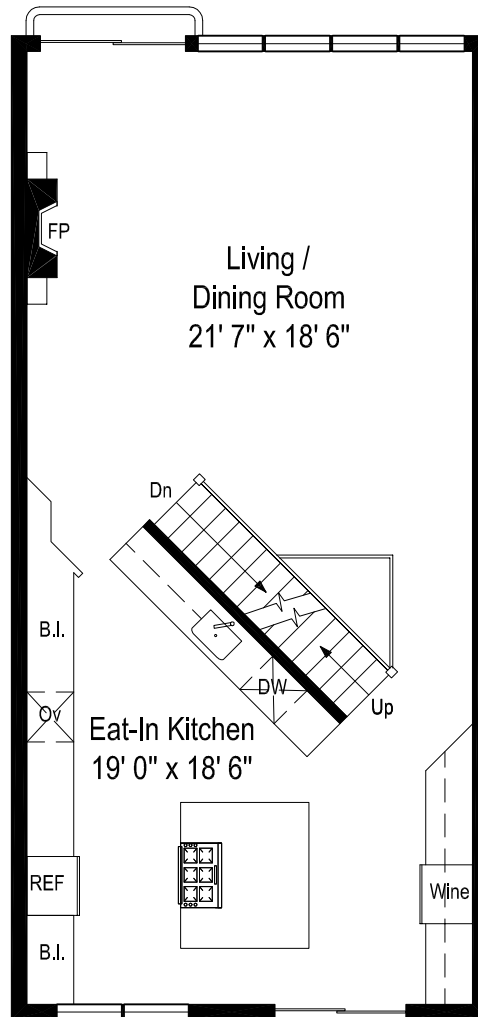 FP
Living /
Dining Room
21' 7" x 18' 6"
Dn
B.I.
DW
Up
Ov
Eat-In Kitchen
19' 0" x 18' 6"
REF
Wine
B.I.